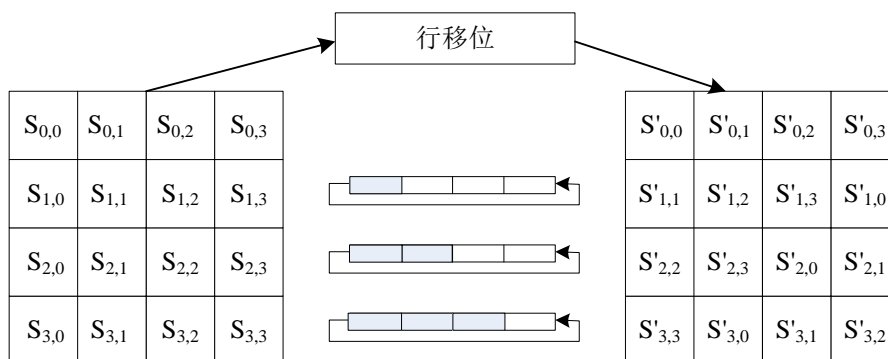 行移位
S0,0 S0,1 S0,2 S0,3 S'0,0 S'0,1 S'0,2 S'0,3
S1,0 S1,1 S1,2 S1,3 S'1,1 S'1,2 S'1,3 S'1,0
S2,0 S2,1 S2,2 S2,3 S'2,2 S'2,3 S'2,0 S'2,1
S3,0 S3,1 S3,2 S3,3 S'3,3 S'3,0 S'3,1 S'3,2